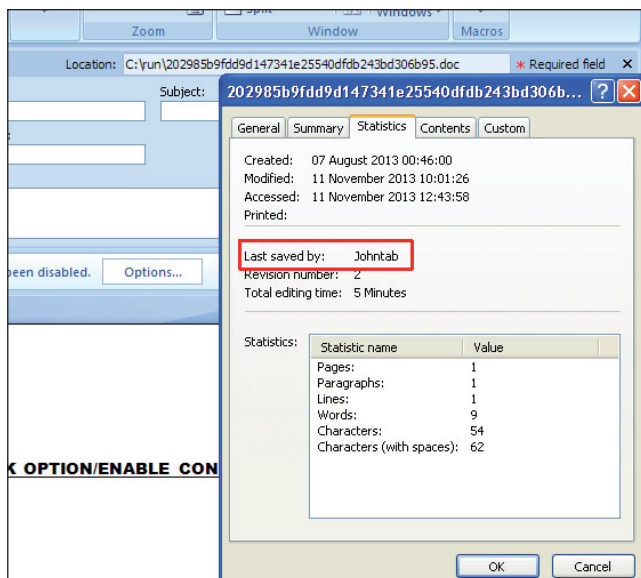 Split
Windows
Zoom
Window
Macros
Location: C:\run\202985b9fdd9d147341e25540dfdb243bd306b95.doc
* Required field X
Subject:
202985b9fdd9d147341e25540dfdb243bd306b...
General Summary Statistics Contents Custom
:
Created: 07 August 2013 00:46:00
Modified: 11 November 2013 10:01:26
Accessed: 11 November 2013 12:43:58
Printed:
Last saved by: Johntab
been disabled. Options...
Revision number: 2
Total editing time: 5 Minutes
Statistics:
Statistic name Value
Pages: 1
Paragraphs: 1
Lines: 1
Words: 9
Characters: 54
Characters (with spaces): 62
K OPTION/ENABLE CON
OK Cancel